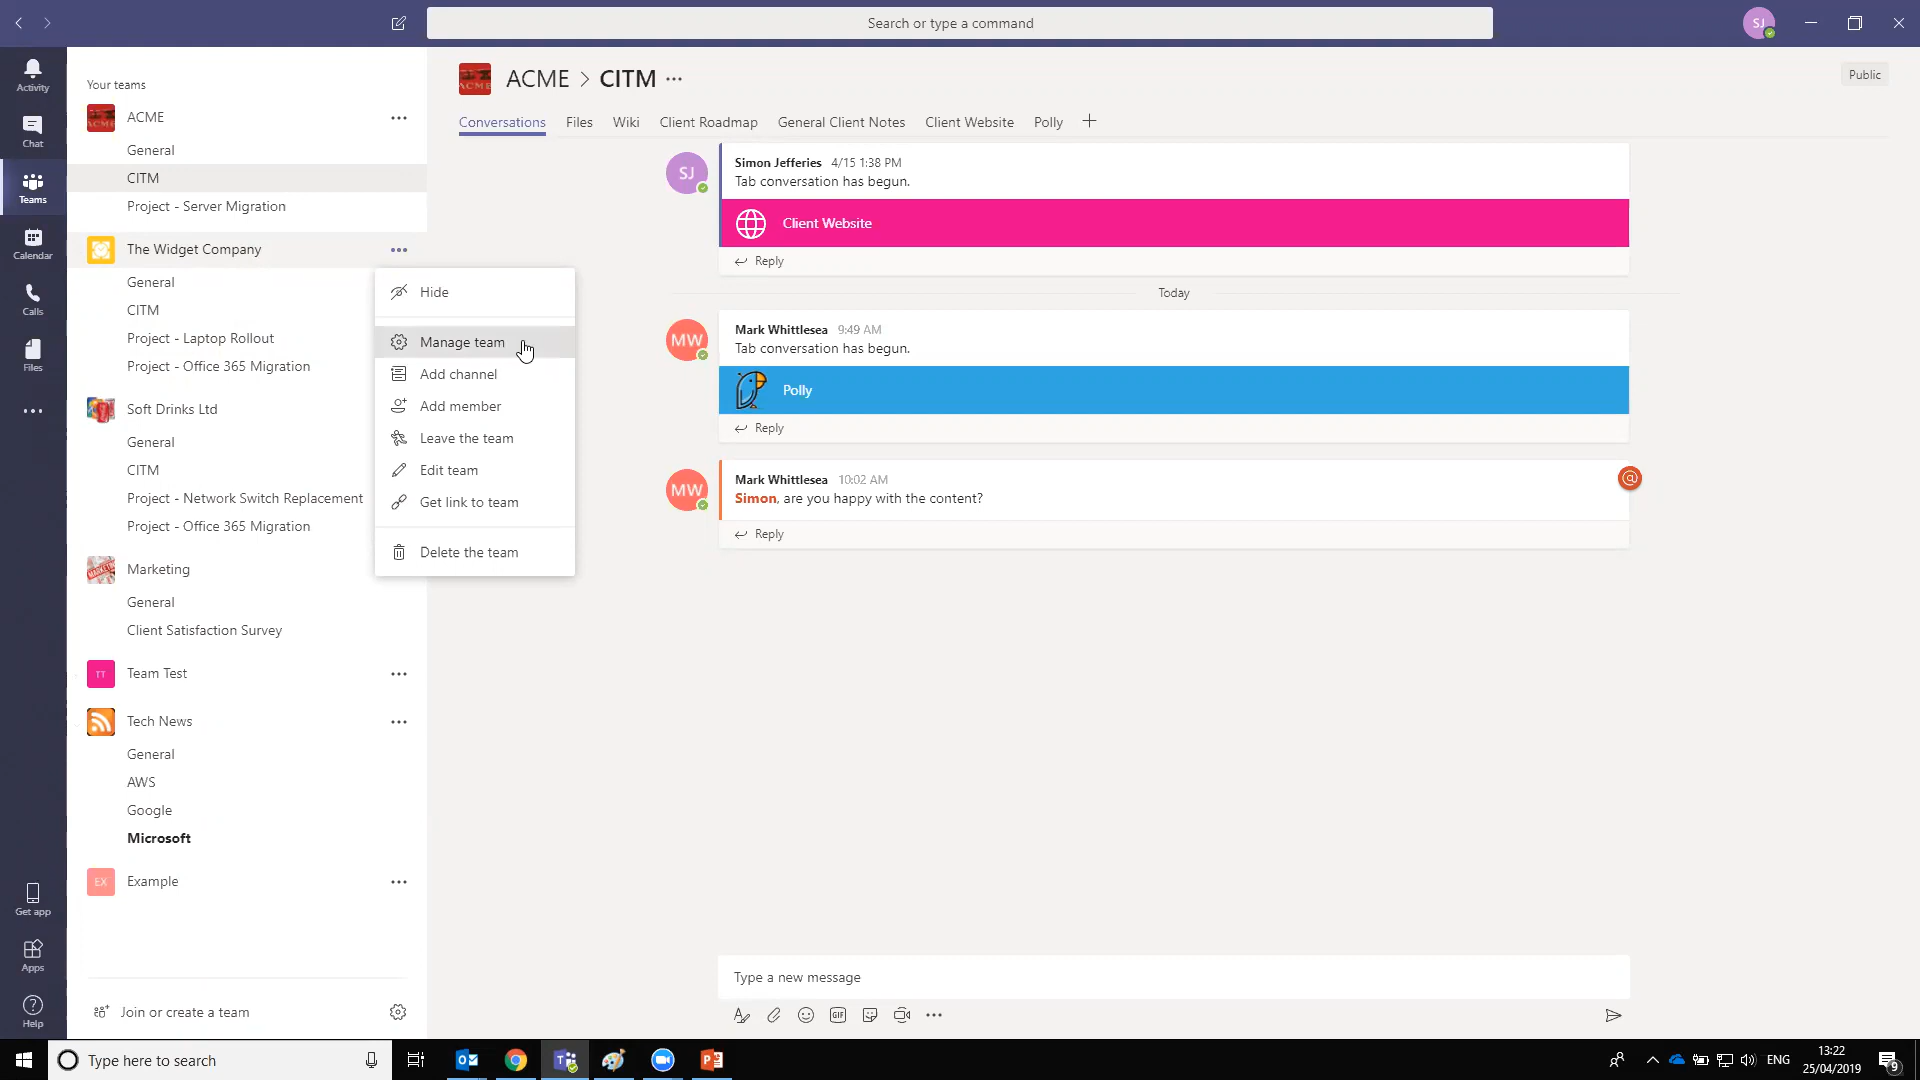 Search or type a command
SJ
Activity
Chat
Teams
Calendar
Calls
Files
Get app
Apps
Help
Your teams
ACME
General
CITM
Project - Server Migration
The Widget Company
General
CITM
Project - Laptop Rollout
Project - Office 365 Migration
Soft Drinks Ltd
General
CITM
Project - Network Switch Replacement
Project - Office 365 Migration
Marketing
General
Client Satisfaction Survey
TT
Team Test
Tech News
General
AWS
Google
Microsoft
EX
Example
Join or create a team
Hide
Manage team
Add channel
Add member
Leave the team
Edit team
Get link to team
Delete the team
ACME
ACME > CITM
Public
Conversations Files Wiki Client Roadmap General Client Notes Client Website Polly
SJ
Simon Jefferies 4/15 1:38 PM
Tab conversation has begun.
Client Website
Reply
Today
MW
Mark Whittlesea 9:49 AM
Tab conversation has begun.
Polly
Reply
MW
Mark Whittlesea 10:02 AM
@
Simon, are you happy with the content?
Reply
Type a new message
GIF
Type here to search
ENG
13:22
25/04/2019
9